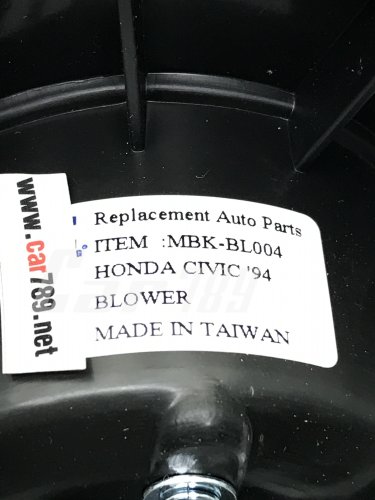 Replacement Auto Parts
ITEM :MBK-BL004
HONDA CIVIC '94
BLOWER
MADE IN TAIWAN
www.car789.net